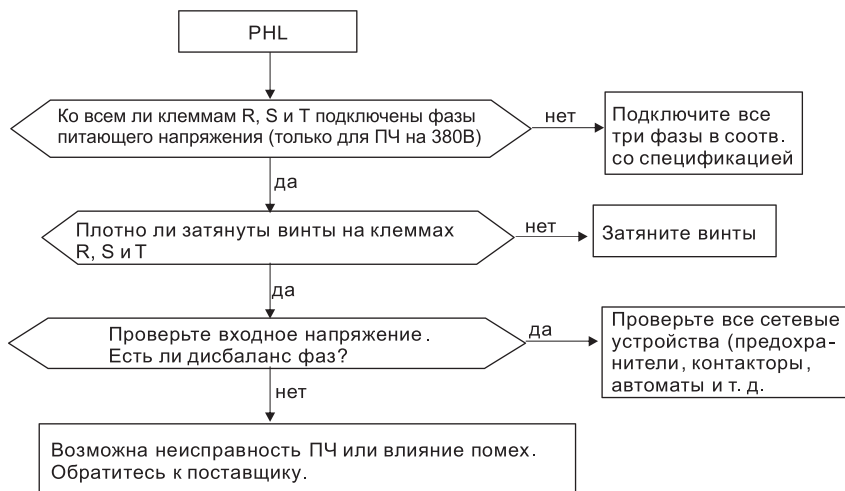 PHL
Ко всем ли клеммам R, S и T подключены фазы
питающего напряжения (только для ПЧ на 380В)
нет
Подключите все
три фазы в соотв.
со спецификацией
да
Плотно ли затянуты винты на клеммах
R, S и T
нет
Затяните винты
да
Проверьте входное напряжение.
Есть ли дисбаланс фаз?
да
Проверьте все сетевые
устройства (предохра-
нители, контакторы,
автоматы и т. д.
нет
Возможна неисправность ПЧ или влияние помех.
Обратитесь к поставщику.